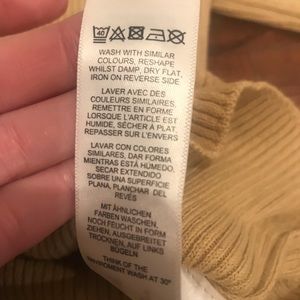 40
WASH WITH SIMILAR
COLOURS, RESHAPE
WHILST DAMP, DRY FLAT,
IRON ON REVERSE SIDE
LAVER AVEC DES
COULEURS SIMILAIRES,
REMETTRE EN FORME
LORSQUE L'ARTICLE EST
HUMIDE, SÉCHER À PLAT,
REPASSER SUR L'ENVERS
LAVAR CON COLORES
SIMILARES, DAR FORMA
MIENTRAS ESTÁ HÚMEDO,
SECAR EXTENDIDO
SOBRE UNA SUPERFICIE
PLANA, PLANCHAR DEL
REVÉS
MIT ÄHNLICHEN
FARBEN WASCHEN,
NOCH FEUCHT IN FORM
ZIEHEN, AUSGEBREITET
TROCKNEN, AUF LINKS
BÜGELN
THINK OF THE
WASH AT 30°